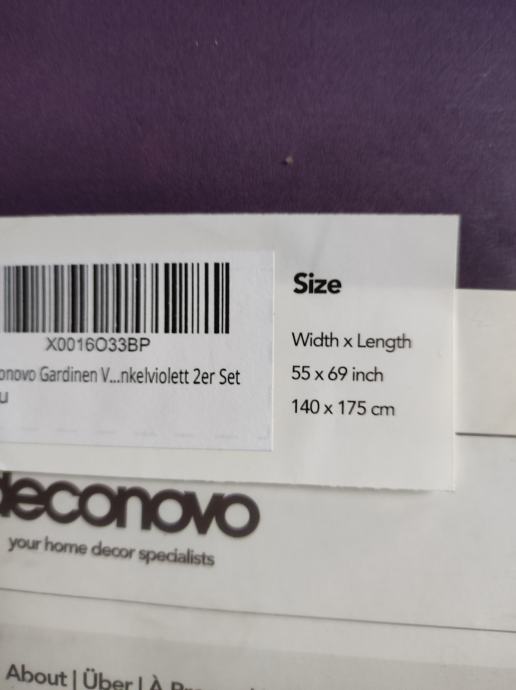 X0016O33BP
onovo Gardinen V...nkelviolett 2er Set
u
Size
Width x Length
55 x 69 inch
140 x 175 cm
deconovo
your home decor specialists
About | Über | À